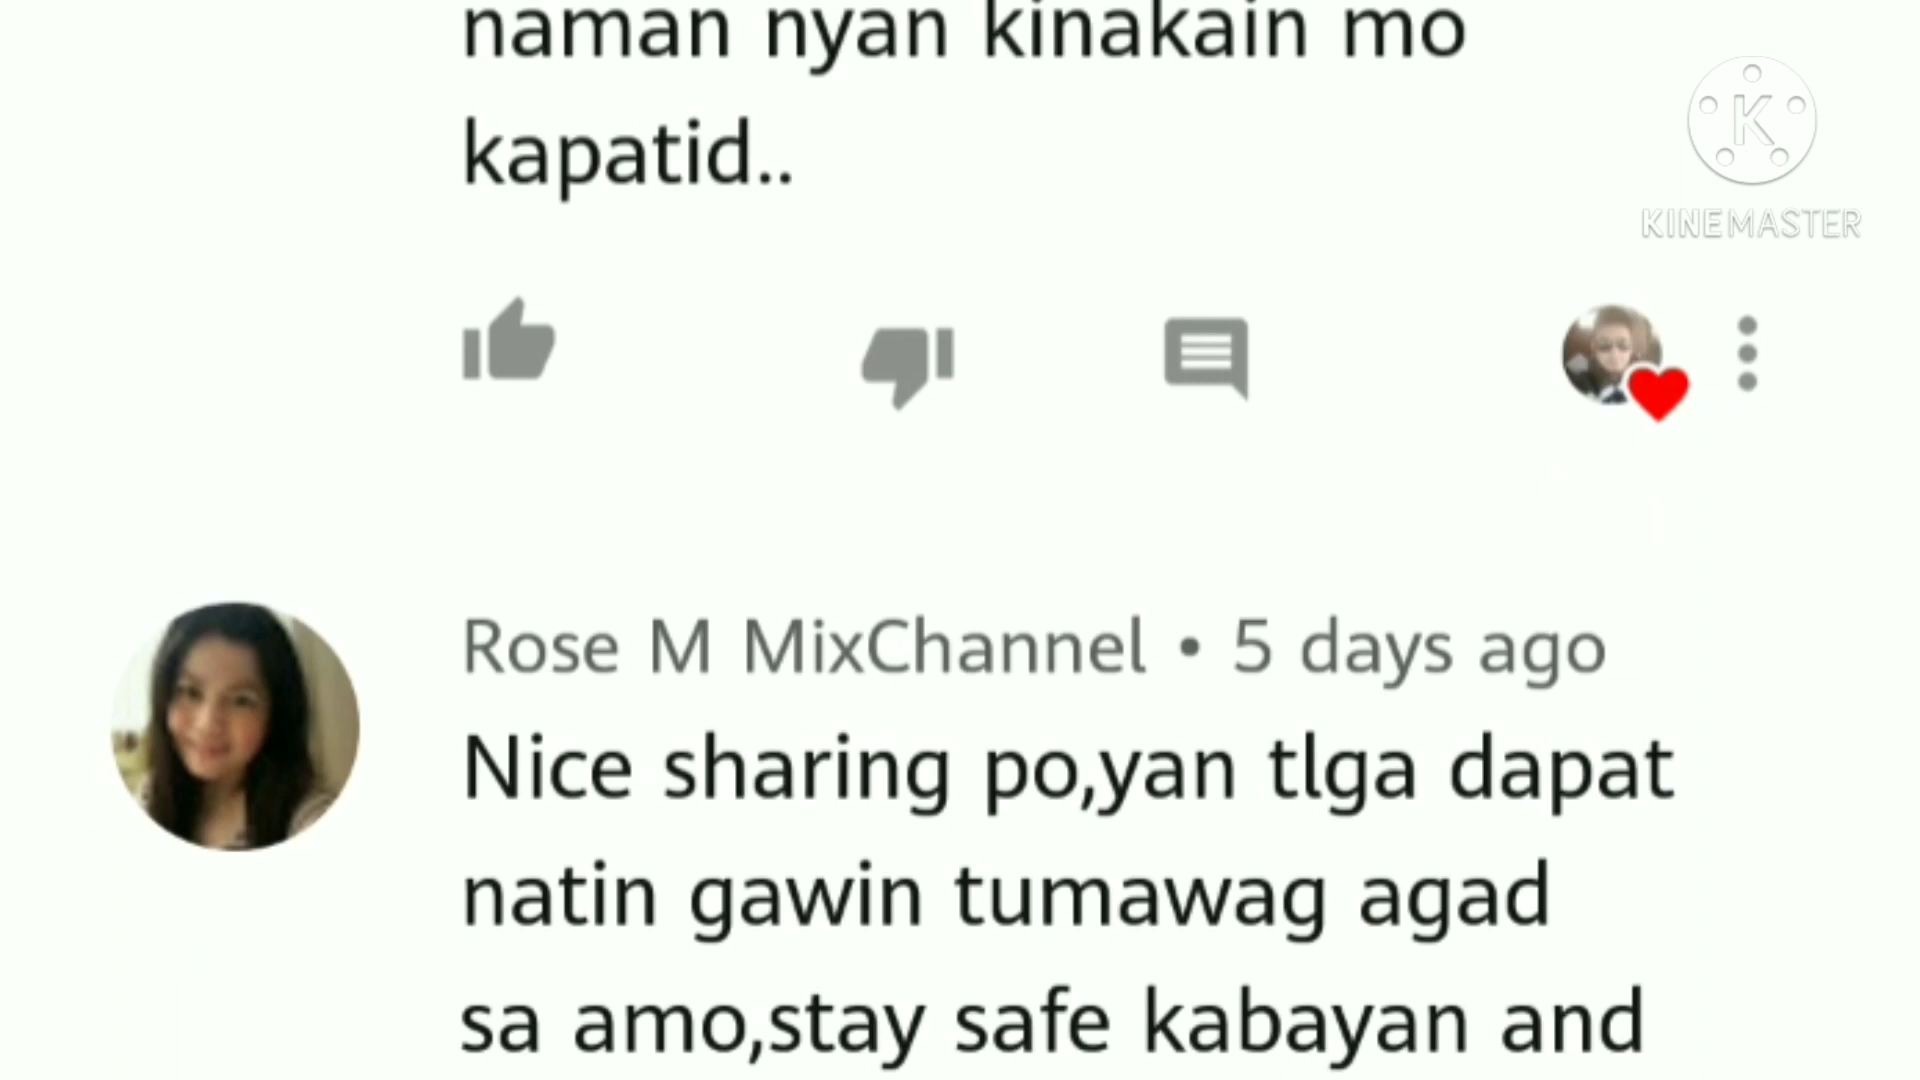 naman nyan kinakain mo
kapatid..
K
KINEMASTER
Rose M MixChannel • 5 days ago
Nice sharing po,yan tlga dapat
natin gawin tumawag agad
sa amo,stay safe kabayan and